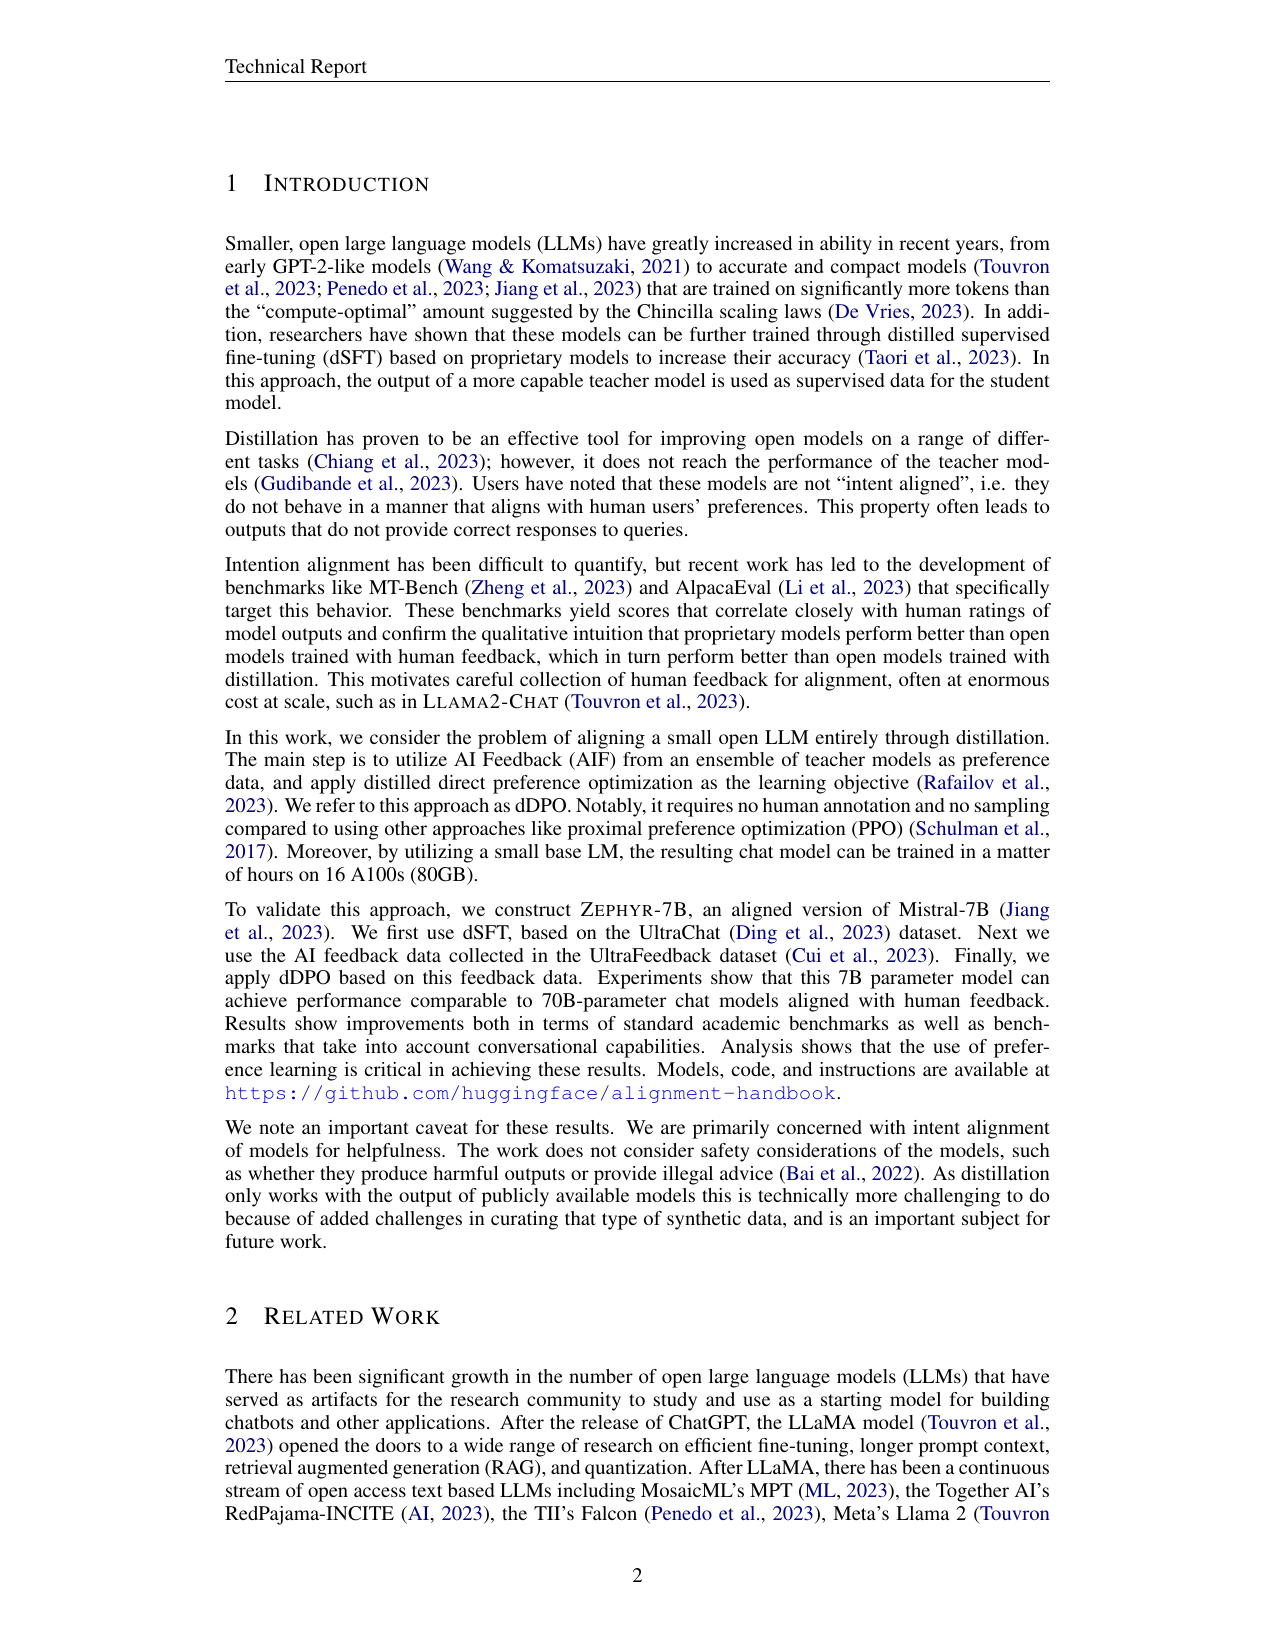 Technical Report
1 INTRODUCTION
Smaller, open large language models (LLMs) have greatly increased in ability in recent years, from
early GPT-2-like models (Wang & Komatsuzaki, 2021) to accurate and compact models (Touvron
et al., 2023; Penedo et al., 2023; Jiang et al., 2023) that are trained on significantly more tokens than
the “compute-optimal” amount suggested by the Chincilla scaling laws (De Vries, 2023). In addi-
tion, researchers have shown that these models can be further trained through distilled supervised
fine-tuning (dSFT) based on proprietary models to increase their accuracy (Taori et al., 2023). In
this approach, the output of a more capable teacher model is used as supervised data for the student
model.
Distillation has proven to be an effective tool for improving open models on a range of differ-
ent tasks (Chiang et al., 2023); however, it does not reach the performance of the teacher mod-
els (Gudibande et al., 2023). Users have noted that these models are not “intent aligned”, i.e. they
do not behave in a manner that aligns with human users’ preferences. This property often leads to
outputs that do not provide correct responses to queries.
Intention alignment has been difficult to quantify, but recent work has led to the development of
benchmarks like MT-Bench (Zheng et al., 2023) and AlpacaEval (Li et al., 2023) that specifically
target this behavior. These benchmarks yield scores that correlate closely with human ratings of
model outputs and confirm the qualitative intuition that proprietary models perform better than open
models trained with human feedback, which in turn perform better than open models trained with
distillation. This motivates careful collection of human feedback for alignment, often at enormous
cost at scale, such as in LLAMA2-CHAT (Touvron et al., 2023).
In this work, we consider the problem of aligning a small open LLM entirely through distillation.
The main step is to utilize AI Feedback (AIF) from an ensemble of teacher models as preference
data, and apply distilled direct preference optimization as the learning objective (Rafailov et al.,
2023). We refer to this approach as dDPO. Notably, it requires no human annotation and no sampling
compared to using other approaches like proximal preference optimization (PPO) (Schulman et al.,
2017). Moreover, by utilizing a small base LM, the resulting chat model can be trained in a matter
of hours on 16 A100s (80GB).
To validate this approach, we construct ZEPHYR-7B, an aligned version of Mistral-7B (Jiang
et al., 2023). We first use dSFT, based on the UltraChat (Ding et al., 2023) dataset. Next we
use the AI feedback data collected in the UltraFeedback dataset (Cui et al., 2023). Finally, we
apply dDPO based on this feedback data. Experiments show that this 7B parameter model can
achieve performance comparable to 70B-parameter chat models aligned with human feedback.
Results show improvements both in terms of standard academic benchmarks as well as bench-
marks that take into account conversational capabilities. Analysis shows that the use of prefer-
ence learning is critical in achieving these results. Models, code, and instructions are available at
https://github.com/huggingface/alignment-handbook.
We note an important caveat for these results. We are primarily concerned with intent alignment
of models for helpfulness. The work does not consider safety considerations of the models, such
as whether they produce harmful outputs or provide illegal advice (Bai et al., 2022). As distillation
only works with the output of publicly available models this is technically more challenging to do
because of added challenges in curating that type of synthetic data, and is an important subject for
future work.
2 RELATED WORK
There has been significant growth in the number of open large language models (LLMs) that have
served as artifacts for the research community to study and use as a starting model for building
chatbots and other applications. After the release of ChatGPT, the LLaMA model (Touvron et al.,
2023) opened the doors to a wide range of research on efficient fine-tuning, longer prompt context,
retrieval augmented generation (RAG), and quantization. After LLaMA, there has been a continuous
stream of open access text based LLMs including MosaicML’s MPT (ML, 2023), the Together AI’s
RedPajama-INCITE (AI, 2023), the TII’s Falcon (Penedo et al., 2023), Meta’s Llama 2 (Touvron
2